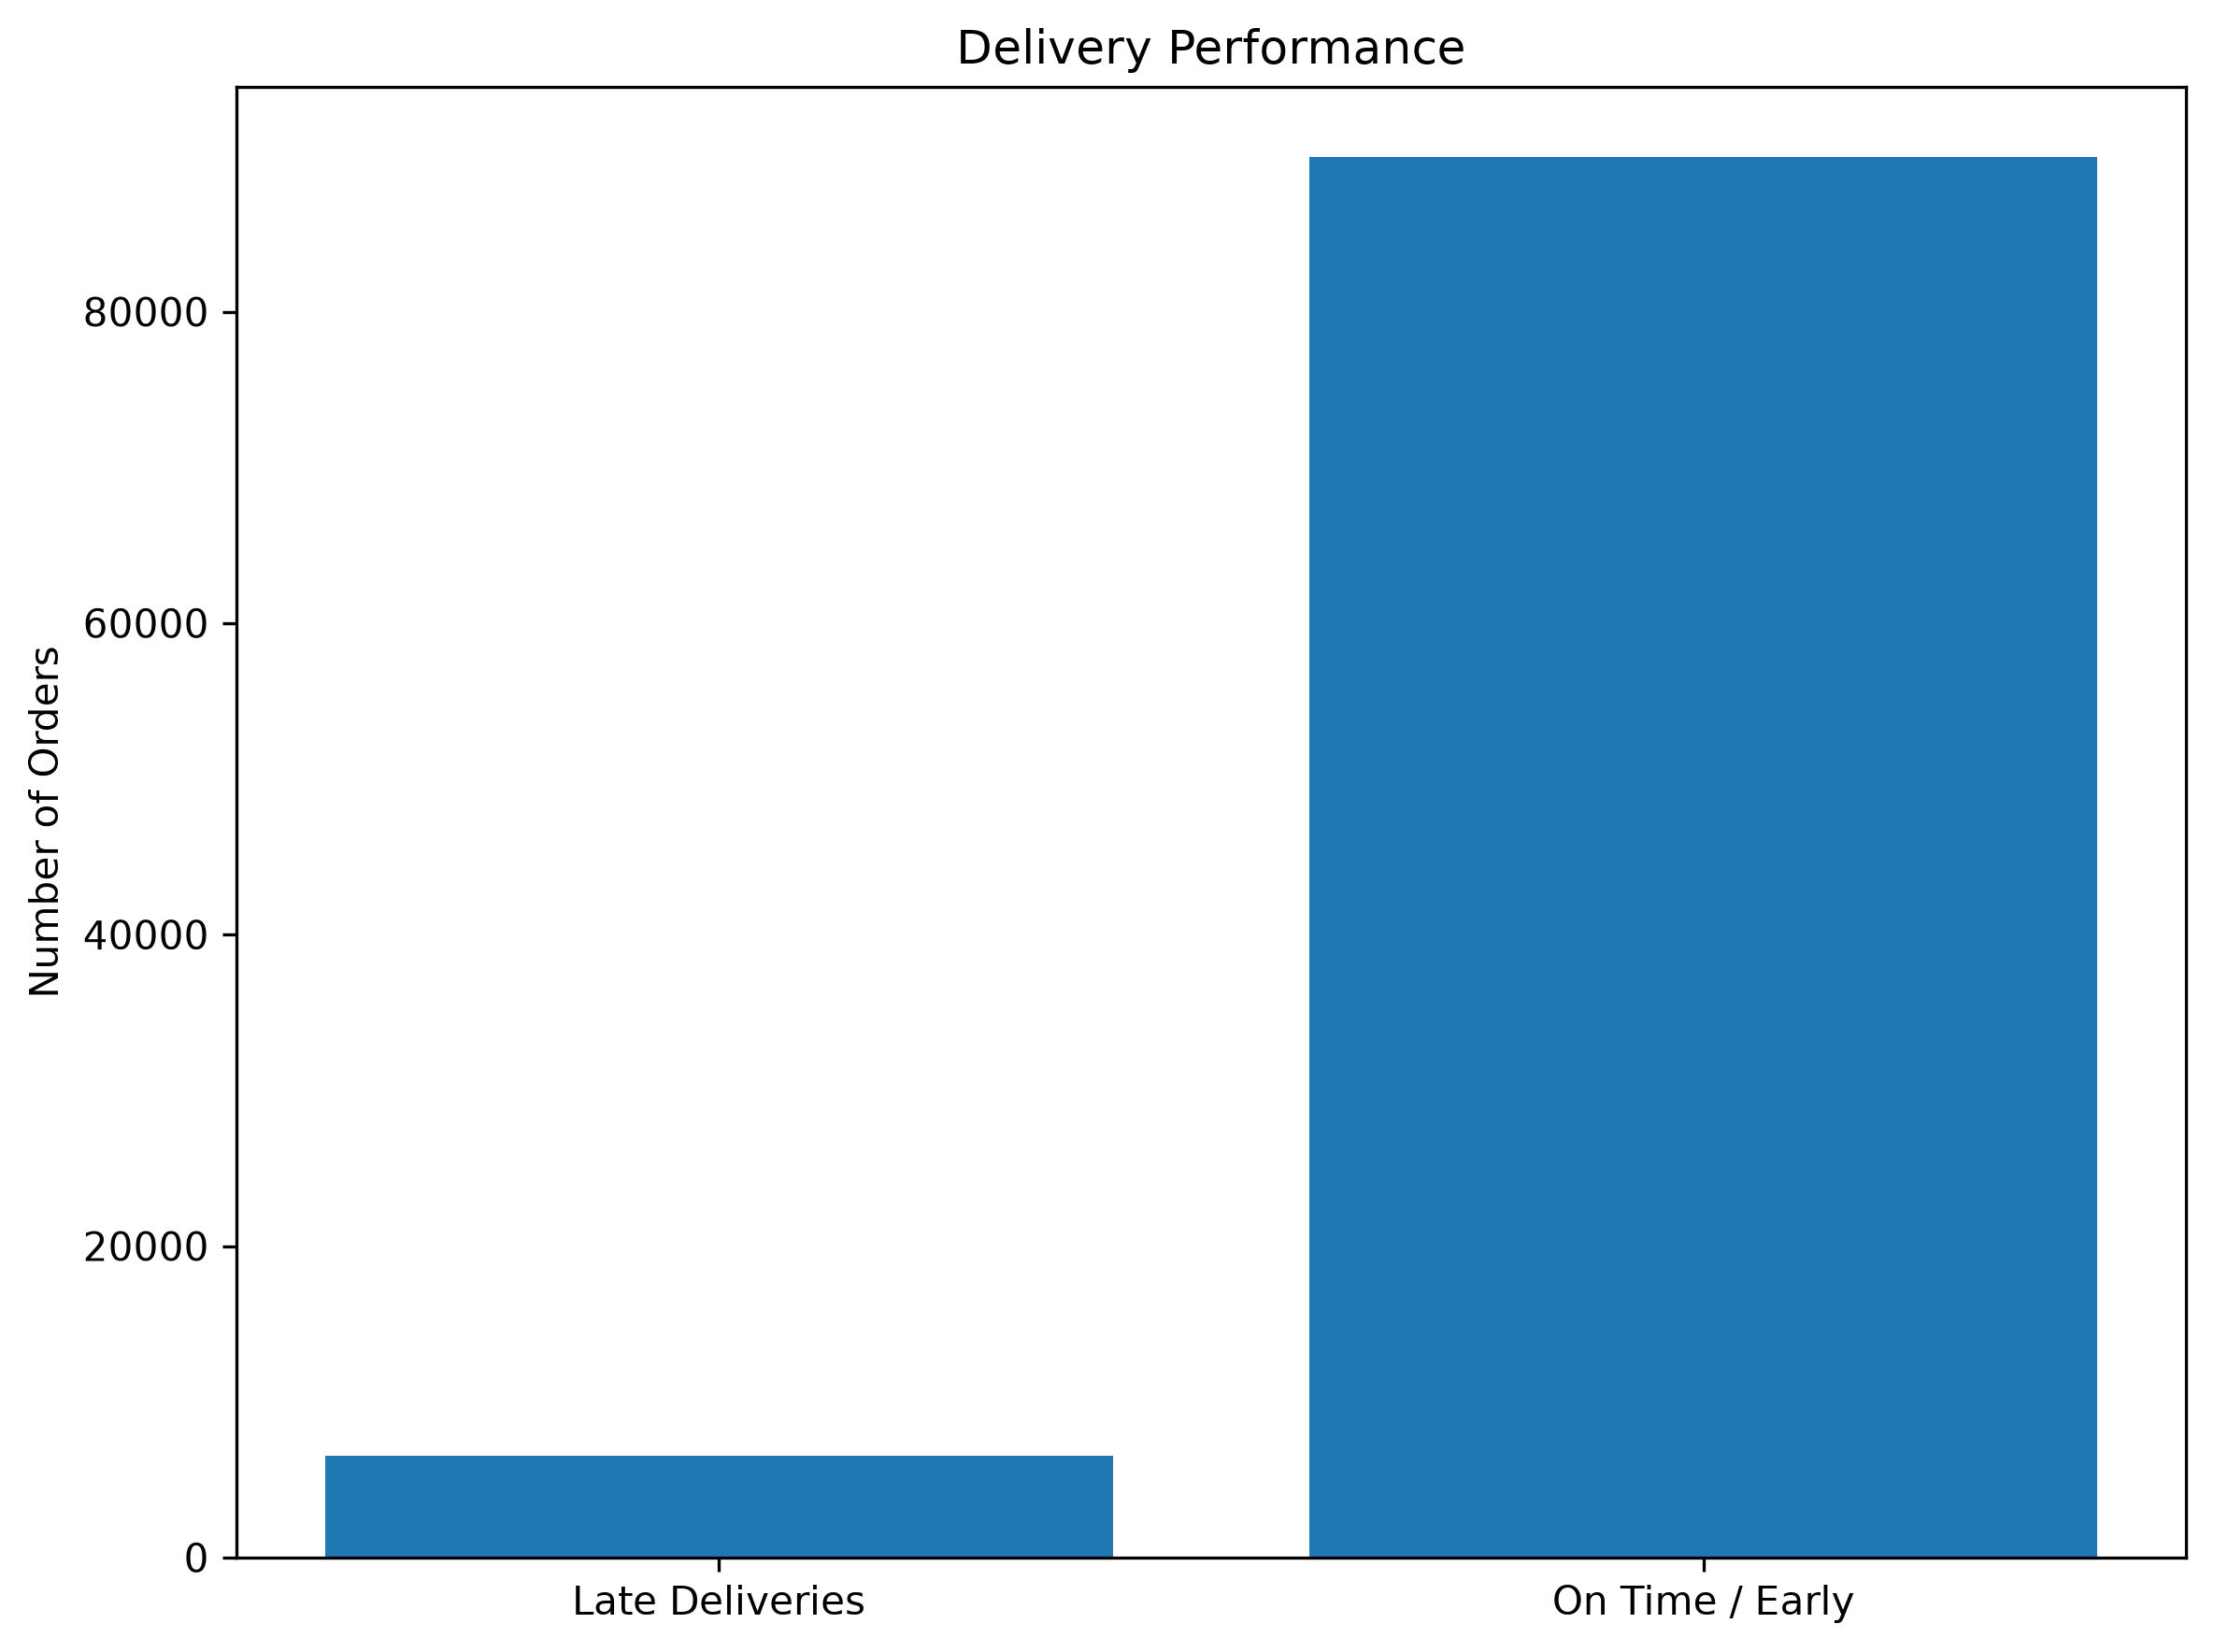 Delivery Performance
Number of Orders
80000
60000
40000
20000
0
Late Deliveries
On Time / Early